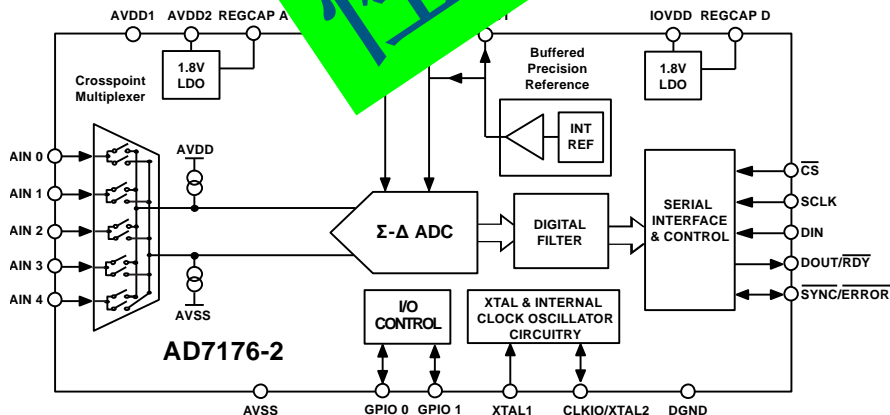 AVDD1 AVDD2 REGCAP A IOVDD REGCAP D
Crosspoint
Multiplexer
1.8V
LDO
Buffered
Precision
Reference
1.8V
LDO
INT
REF
AIN 0
AIN 1
AIN 2
AIN 3
AIN 4
AVDD
AVSS
Σ-Δ ADC
DIGITAL
FILTER
SERIAL
INTERFACE
& CONTROL
CS
SCLK
DIN
DOUT/RDY
SYNC/ERROR
I/O
CONTROL
XTAL & INTERNAL
CLOCK OSCILLATOR
CIRCUITRY
AD7176-2
AVSS GPIO 0 GPIO 1 XTAL1 CLKIO/XTAL2 DGND